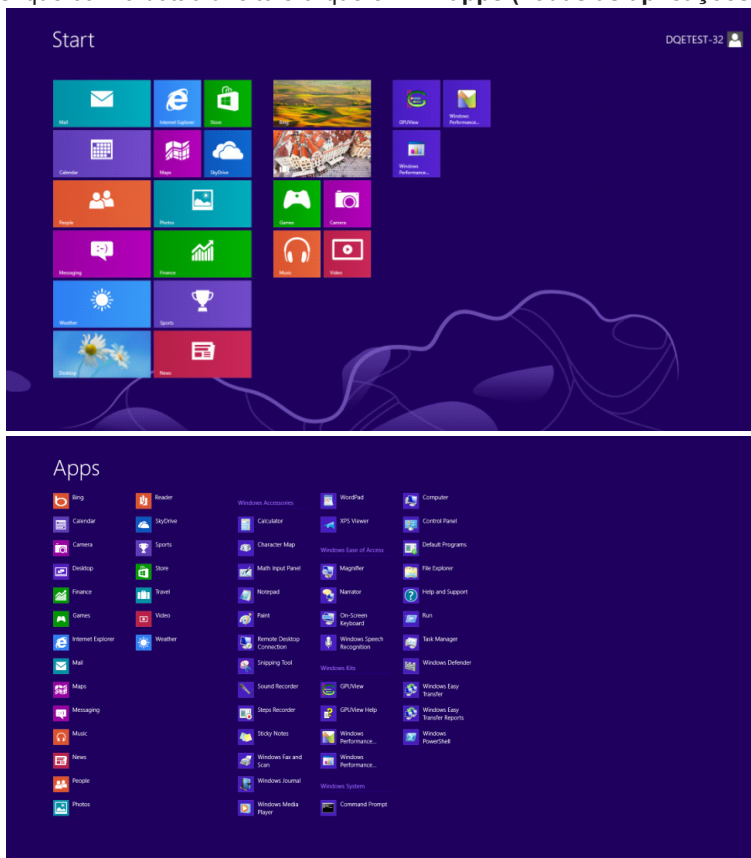 Start
DQETEST-32
Mail
Internet Explorer
Store
Bing
GPUView
Windows Performance...
Calendar
Maps
SkyDrive
Windows Performance...
People
Photos
Games
Camera
Messaging
Finance
Music
Video
Weather
Sports
Desktop
News
Apps
Bing
Calendar
Camera
Desktop
Finance
Games
Internet Explorer
Mail
Maps
Messaging
Music
News
People
Photos
Reader
SkyDrive
Sports
Store
Travel
Video
Weather
Windows Accessories
Calculator
Character Map
Math Input Panel
Notepad
Paint
Remote Desktop
Connection
Snipping Tool
Sound Recorder
Steps Recorder
Sticky Notes
Windows Fax and
Scan
Windows Journal
Windows Media
Player
WordPad
XPS Viewer
Windows Ease of Access
Magnifier
Narrator
On-Screen
Keyboard
Windows Speech
Recognition
Windows Kits
GPUView
GPUView Help
Windows
Performance...
Windows
Performance...
Windows System
Command Prompt
Computer
Control Panel
Default Programs
File Explorer
Help and Support
Run
Task Manager
Windows Defender
Windows Easy
Transfer
Windows Easy
Transfer Reports
Windows
PowerShell